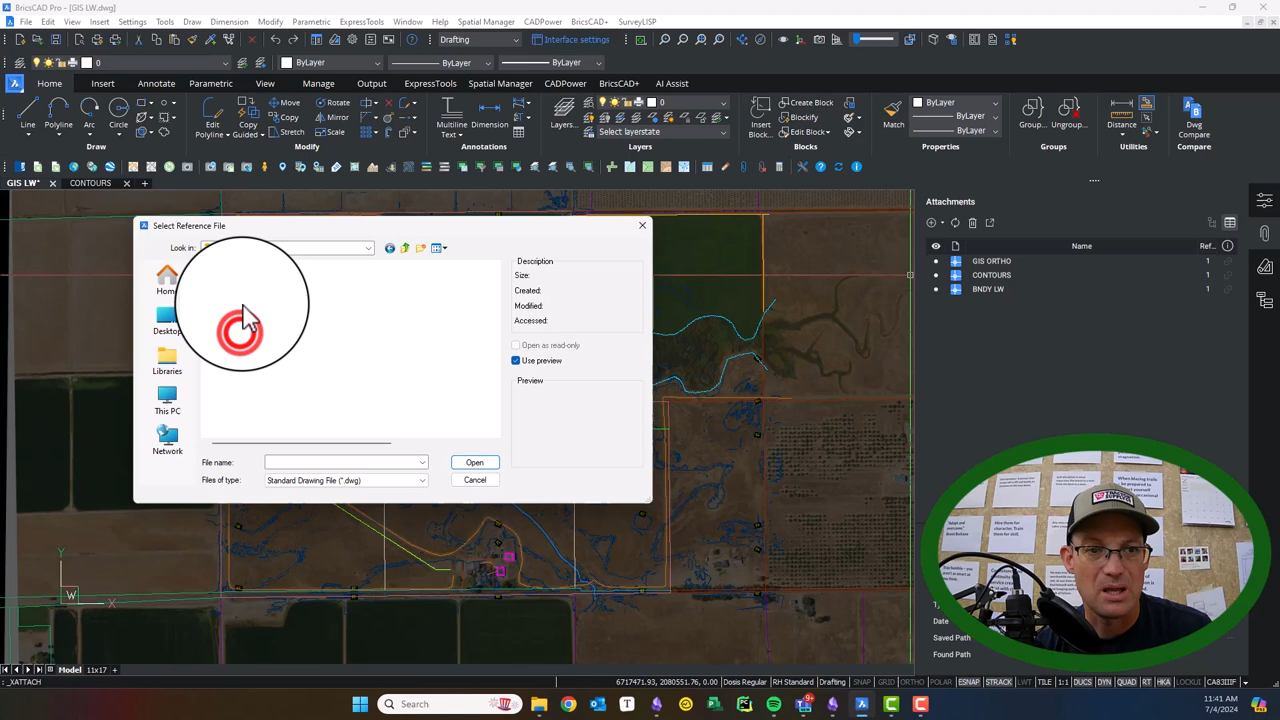 BricsCAD Pro - [GIS LW.dwg]
File Edit View Insert Settings Tools Draw Dimension Modify Parametric ExpressTools Window Help Spatial Manager CADPower BricsCAD+ SurveyLISP
Drafting Interface settings
0 ByLayer ByLayer ByLayer
Home Insert Annotate Parametric View Manage Output ExpressTools Spatial Manager CADPower BricsCAD+ AI Assist
Line Polyline Arc Circle
Edit Polyline Copy Guided Move Rotate Copy Mirror Stretch Scale
Multiline Text Dimension
Layers... 0 Select layerstate
Insert Block... Create Block Blockify Edit Block
Match ByLayer ByLayer ByLayer
Group... Ungroup...
Distance
Dwg Compare
Draw Modify Annotations Layers Blocks Properties Groups Utilities Compare
GIS LW* CONTOURS
Attachments
Name Ref...
GIS ORTHO 1
CONTOURS 1
BNDY LW 1
Select Reference File
Look in:
Home
Desktop
Libraries
This PC
Network
Description
Size:
Created:
Modified:
Accessed:
Open as read-only
Use preview
Preview
File name: Open
Files of type: Standard Drawing File (*.dwg) Cancel
Y
W X
Date
Saved Path
Found Path
Model 11x17
: _XATTACH
6717471.93, 2080551.76, 0.00 Dosis Regular RH Standard Drafting SNAP GRID ORTHO POLAR ESNAP STRACK LWT TILE 1:1 DUCS DYN QUAD RT HKA LOCKUI CAB3IIIF
Search
11:41 AM
7/4/2024